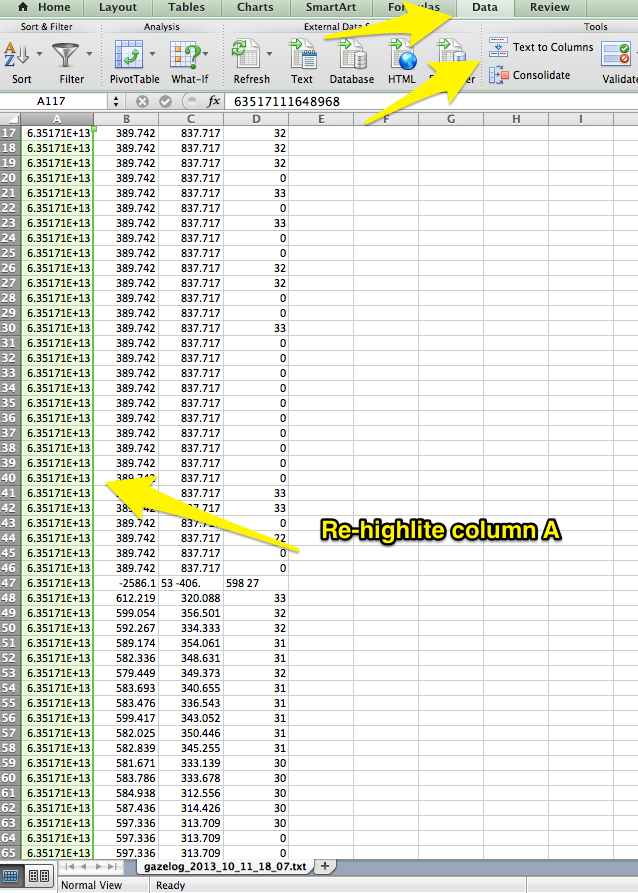 Home Layout Tables Charts SmartArt Data Review
Sort & Filter Analysis External Data Tools
Text to Columns
Consolidate
Sort Filter PivotTable What-If Refresh Text Database HTML Validate
A117 fx 63517111648968
A B C D E F G H I
17 6.35171E+13 389.742 837.717 32
18 6.35171E+13 389.742 837.717 32
19 6.35171E+13 389.742 837.717 32
20 6.35171E+13 389.742 837.717 0
21 6.35171E+13 389.742 837.717 33
22 6.35171E+13 389.742 837.717 0
23 6.35171E+13 389.742 837.717 33
24 6.35171E+13 389.742 837.717 0
25 6.35171E+13 389.742 837.717 0
26 6.35171E+13 389.742 837.717 32
27 6.35171E+13 389.742 837.717 32
28 6.35171E+13 389.742 837.717 0
29 6.35171E+13 389.742 837.717 0
30 6.35171E+13 389.742 837.717 33
31 6.35171E+13 389.742 837.717 0
32 6.35171E+13 389.742 837.717 0
33 6.35171E+13 389.742 837.717 0
34 6.35171E+13 389.742 837.717 0
35 6.35171E+13 389.742 837.717 0
36 6.35171E+13 389.742 837.717 0
37 6.35171E+13 389.742 837.717 0
38 6.35171E+13 389.742 837.717 0
39 6.35171E+13 389.742 837.717 0
40 6.35171E+13 389.742 837.717 0
41 6.35171E+13 837.717 33
42 6.35171E+13 837.717 33
43 6.35171E+13 389.742 0
44 6.35171E+13 389.742 837.717
45 6.35171E+13 389.742 837.717 0
46 6.35171E+13 389.742 837.717 0
47 6.35171E+13 -2586.1 53 -406. 598 27
48 6.35171E+13 612.219 320.088 33
49 6.35171E+13 599.054 356.501 32
50 6.35171E+13 592.267 334.333 32
51 6.35171E+13 589.174 354.061 31
52 6.35171E+13 582.336 348.631 31
53 6.35171E+13 579.449 349.373 32
54 6.35171E+13 583.693 340.655 31
55 6.35171E+13 583.476 336.543 31
56 6.35171E+13 599.417 343.052 31
57 6.35171E+13 582.025 350.446 31
58 6.35171E+13 582.839 345.255 31
59 6.35171E+13 581.671 333.139 30
60 6.35171E+13 583.786 333.678 30
61 6.35171E+13 584.938 312.556 30
62 6.35171E+13 587.436 314.426 30
63 6.35171E+13 597.336 313.709 30
64 6.35171E+13 597.336 313.709 0
65 6.35171E+13 597.336 313.709 0
Re-highlite column A
gazelog_2013_10_11_18_07.txt +
Normal View Ready